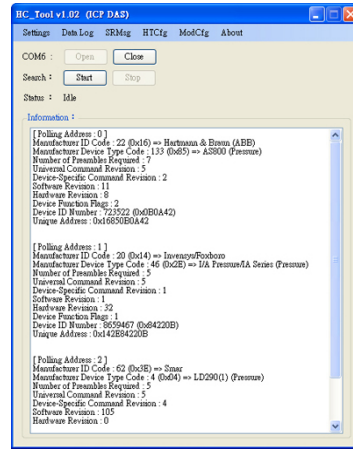 HC_Tool v1.02 (ICP DAS)
Settings Data Log SRMsg HTCfg ModCfg About
COM6 : Open Close
Search : Start Stop
Status : Idle
Information :
[ Polling Address : 0 ]
Manufacturer ID Code : 22 (0x16) => Hartmann & Braun (ABB)
Manufacturer Device Type Code : 133 (0x85) => AS800 (Pressure)
Number of Preambles Required : 7
Universal Command Revision : 5
Device-Specific Command Revision : 2
Software Revision : 11
Hardware Revision : 8
Device Function Flags : 2
Device ID Number : 723522 (0x0B0A42)
Unique Address : 0x16850B0A42
[ Polling Address : 1 ]
Manufacturer ID Code : 20 (0x14) => Invensys/Foxboro
Manufacturer Device Type Code : 46 (0x2E) => I/A Pressure/IA Series (Pressure)
Number of Preambles Required : 5
Universal Command Revision : 5
Device-Specific Command Revision : 1
Software Revision : 1
Hardware Revision : 32
Device Function Flags : 1
Device ID Number : 8659467 (0x84220B)
Unique Address : 0x142E84220B
[ Polling Address : 2 ]
Manufacturer ID Code : 62 (0x3E) => Smar
Manufacturer Device Type Code : 4 (0x04) => LD290(1) (Pressure)
Number of Preambles Required : 5
Universal Command Revision : 5
Device-Specific Command Revision : 4
Software Revision : 105
Hardware Revision : 0